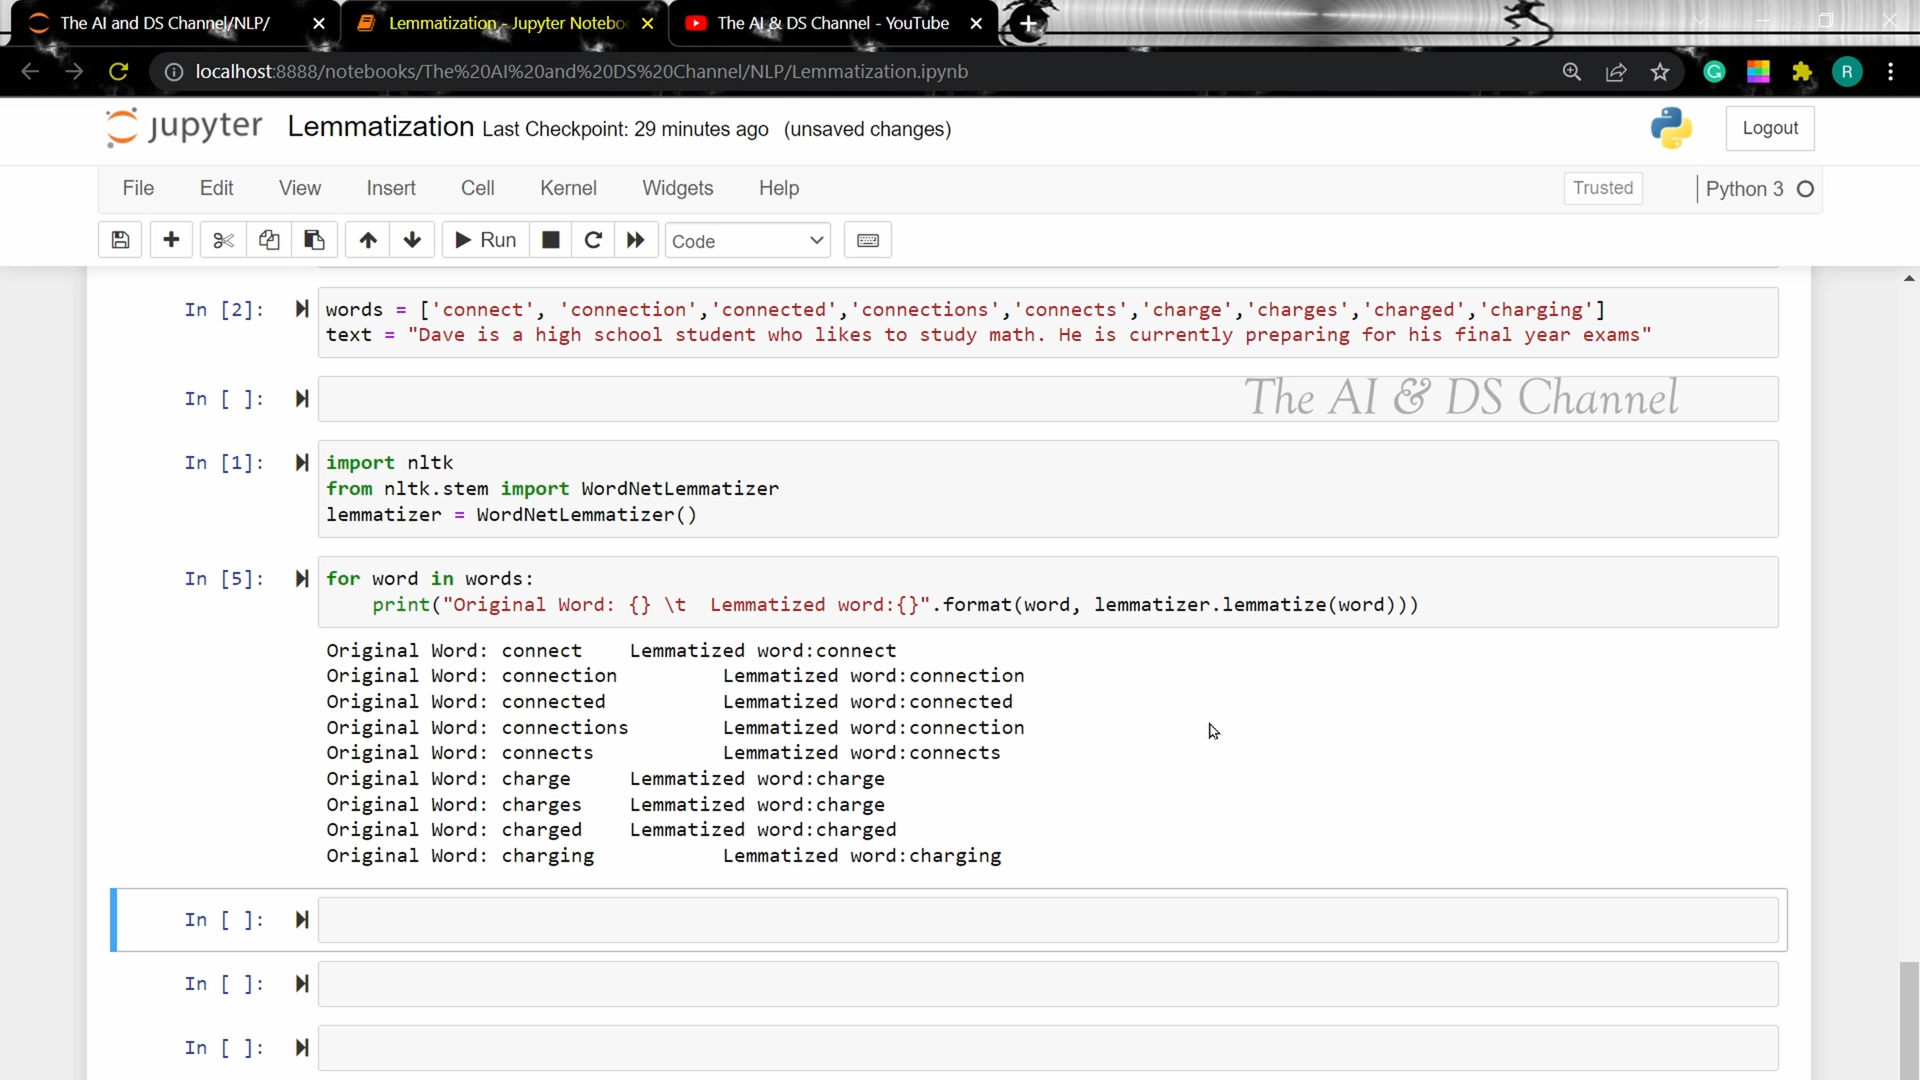 The AI and DS Channel/NLP/
Lemmatization - Jupyter Notebo
The AI & DS Channel - YouTube
localhost:8888/notebooks/The%20AI%20and%20DS%20Channel/NLP/Lemmatization.ipynb
R
jupyter Lemmatization Last Checkpoint: 29 minutes ago (unsaved changes)
Logout
File Edit View Insert Cell Kernel Widgets Help
Trusted
Python 3
Run
Code
In [2]: words = ['connect', 'connection','connected','connections','connects','charge','charges','charged','charging']
text = "Dave is a high school student who likes to study math. He is currently preparing for his final year exams"
In [ ]:
The AI & DS Channel
In [1]: import nltk
from nltk.stem import WordNetLemmatizer
lemmatizer = WordNetLemmatizer()
In [5]: for word in words:
print("Original Word: {} \t  Lemmatized word:{}".format(word, lemmatizer.lemmatize(word)))
Original Word: connect Lemmatized word:connect
Original Word: connection Lemmatized word:connection
Original Word: connected Lemmatized word:connected
Original Word: connections Lemmatized word:connection
Original Word: connects Lemmatized word:connects
Original Word: charge Lemmatized word:charge
Original Word: charges Lemmatized word:charge
Original Word: charged Lemmatized word:charged
Original Word: charging Lemmatized word:charging
In [ ]:
In [ ]:
In [ ]: